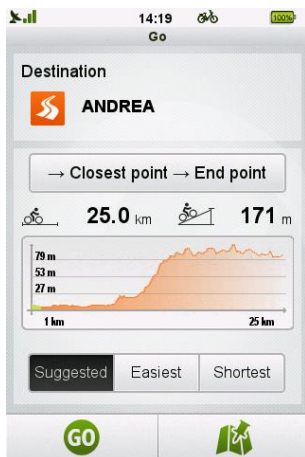 14:19
100%
Go
Destination
ANDREA
→ Closest point → End point
25.0 km 171 m
79 m
53 m
27 m
1 km 25 km
Suggested Easiest Shortest
GO